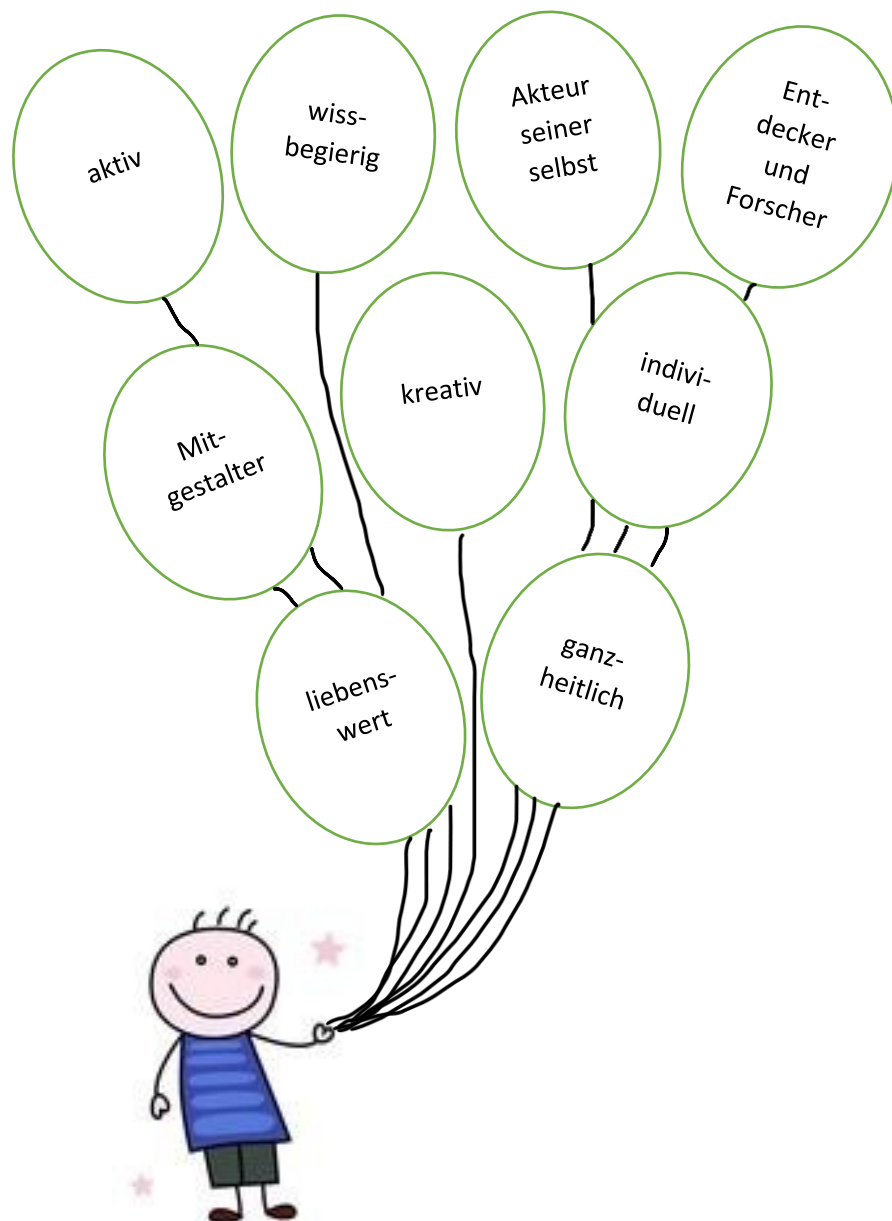 aktiv
wiss-
begierig
Akteur
seiner
selbst
Ent-
decker
und
Forscher
Mit-
gestalter
kreativ
indivi-
duell
liebens-
wert
ganz-
heitlich